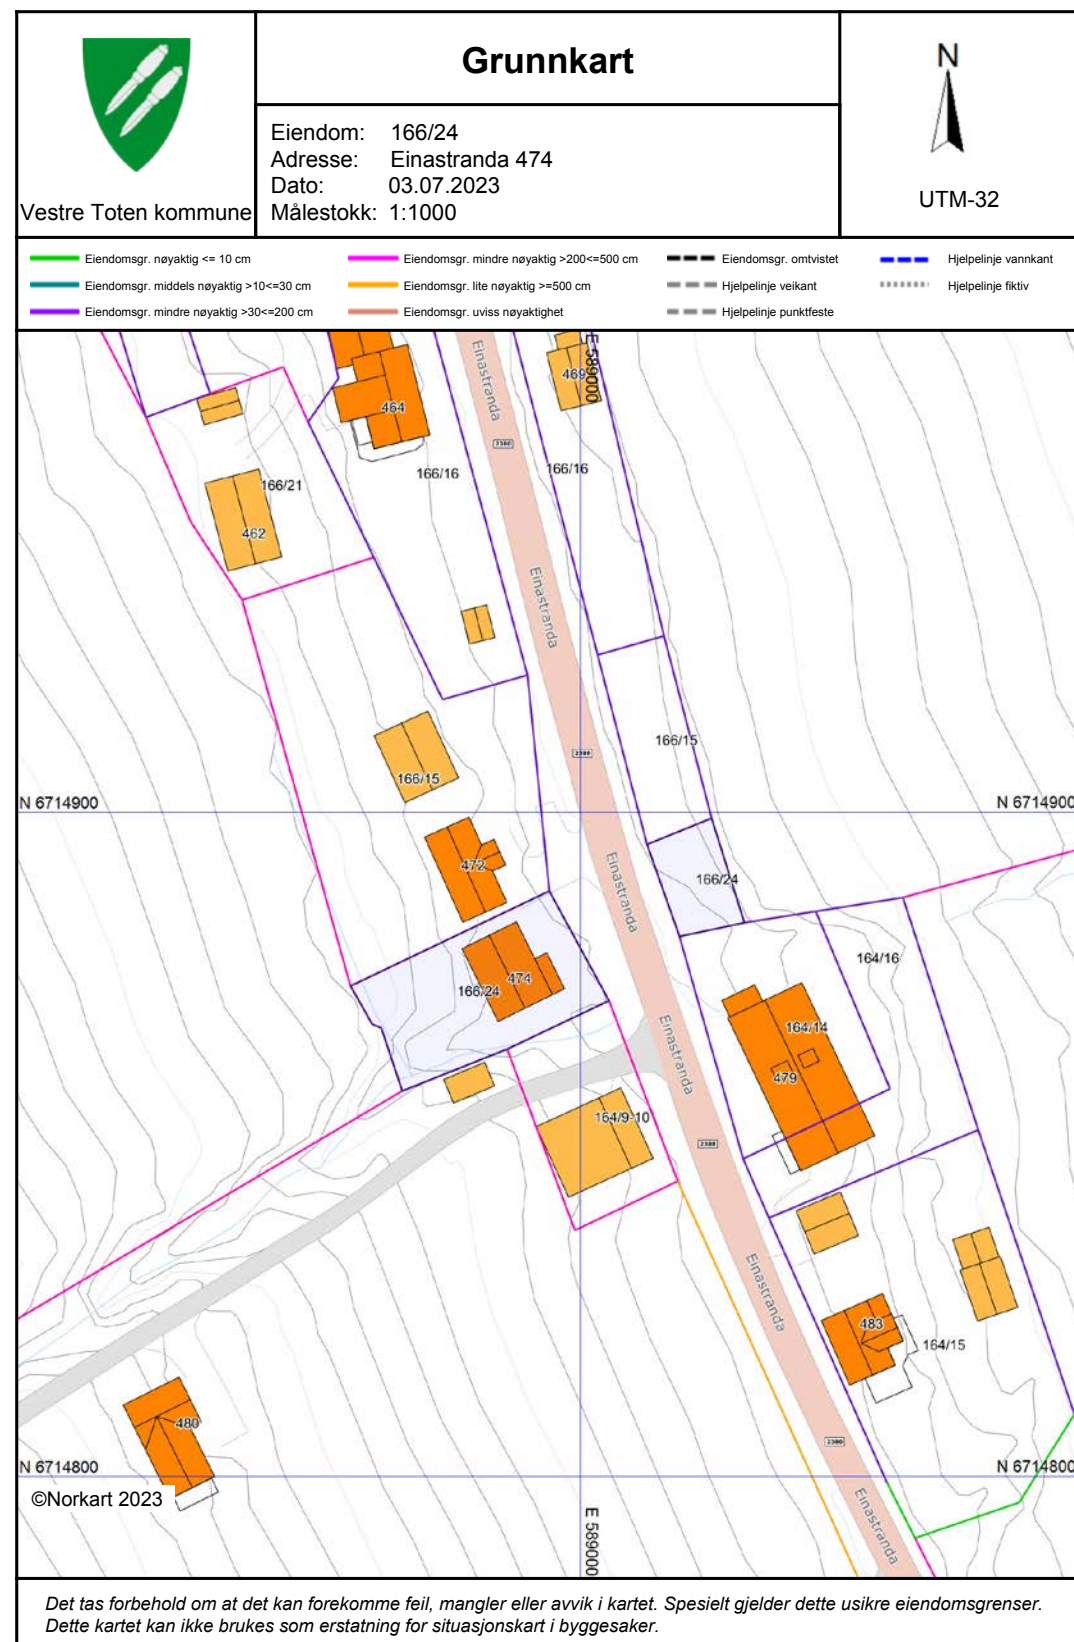 Vestre Toten kommune
Grunnkart
Eiendom: 166/24
Adresse: Einastranda 474
Dato: 03.07.2023
Målestokk: 1:1000
N
UTM-32
Eiendomsgr. nøyaktig <= 10 cm
Eiendomsgr. middels nøyaktig >10<=30 cm
Eiendomsgr. mindre nøyaktig >30<=200 cm
Eiendomsgr. mindre nøyaktig >200<=500 cm
Eiendomsgr. lite nøyaktig >=500 cm
Eiendomsgr. uviss nøyaktighet
Eiendomsgr. omtvistet
Hjelpelinje veikant
Hjelpelinje punktfeste
Hjelpelinje vannkant
Hjelpelinje fiktiv
Einastranda
E 589000
469
464
2380
166/16
166/16
166/21
462
Einastranda
166/15
2380
166/15
N 6714900
N 6714900
472
Einastranda
166/24
474
166/24
164/16
164/14
Einastranda
479
164/9-10
2380
Einastranda
483
164/15
480
2380
N 6714800
N 6714800
©Norkart 2023
E 589000
Einastranda
Det tas forbehold om at det kan forekomme feil, mangler eller avvik i kartet. Spesielt gjelder dette usikre eiendomsgrenser.
Dette kartet kan ikke brukes som erstatning for situasjonskart i byggesaker.